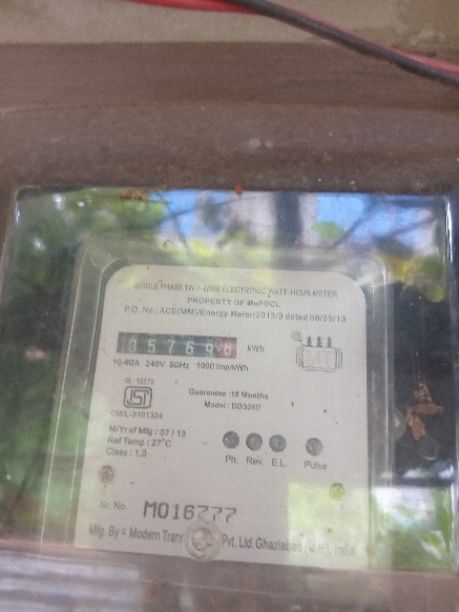 SINGLE PHASE TWO-WIRE ELECTRONIC WATT-HOUR METER
PROPERTY OF MePDCL
P.O. No.: ACE(MM)/Energy Meter/2013/3 dated 08/05/13
5769 kWh
10-60A 240V 50Hz 1600 imp/kWh
IS : 13779
ISI
CM/L-3101324
Guarantee :18 Months
Model :
M/Yr of Mfg : 07 / 13
Ref Temp : 27°C
Class : 1.0
Ph. Rev. E.L. Pulse
Sr. No. M016777
Mfg. By : Modern Pvt. Ltd. Ghaziabad (U.P.), India